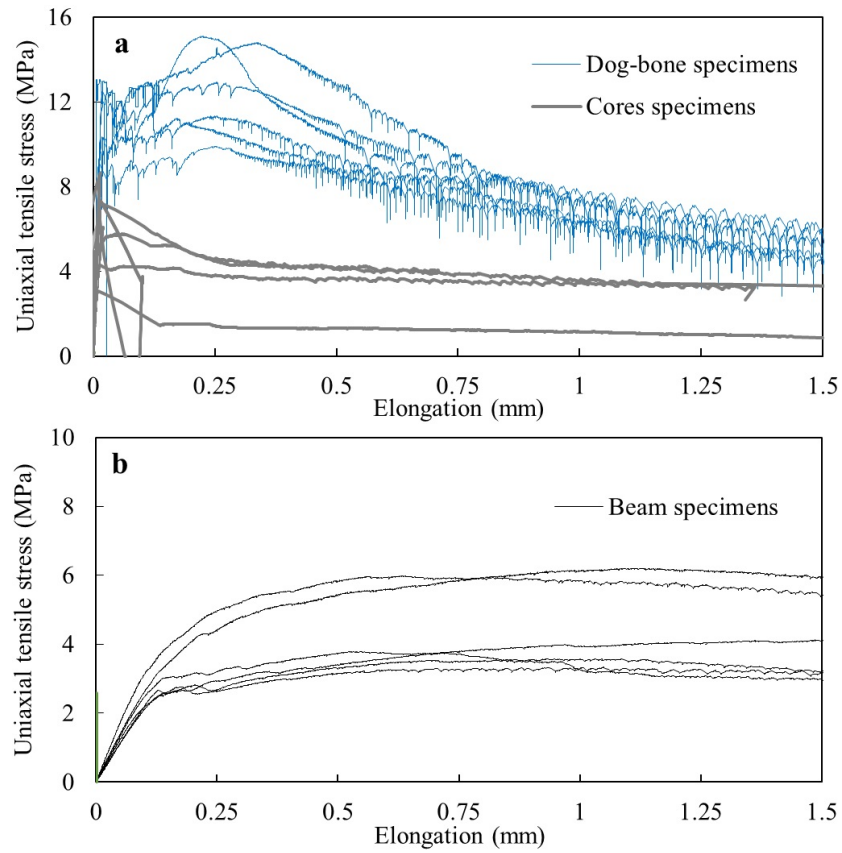 16
a
Dog-bone specimens
12
Cores specimens
8
4
0
Uniaxial tensile stress (MPa)
0 0.25 0.5 0.75 1 1.25 1.5
Elongation (mm)
10
b
Beam specimens
8
6
4
2
0
Uniaxial tensile stress (MPa)
0 0.25 0.5 0.75 1 1.25 1.5
Elongation (mm)